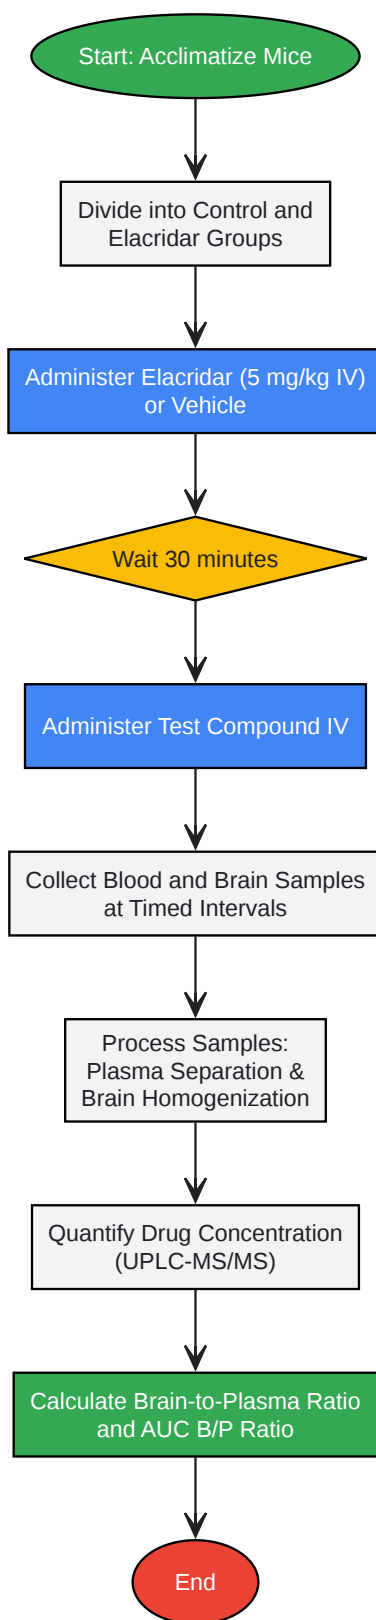 Start: Acclimatize Mice
Divide into Control and
Elacridar Groups
Administer Elacridar (5 mg/kg IV)
or Vehicle
Wait 30 minutes
Administer Test Compound IV
Collect Blood and Brain Samples
at Timed Intervals
Process Samples:
Plasma Separation &
Brain Homogenization
Quantify Drug Concentration
(UPLC-MS/MS)
Calculate Brain-to-Plasma Ratio
and AUC B/P Ratio
End